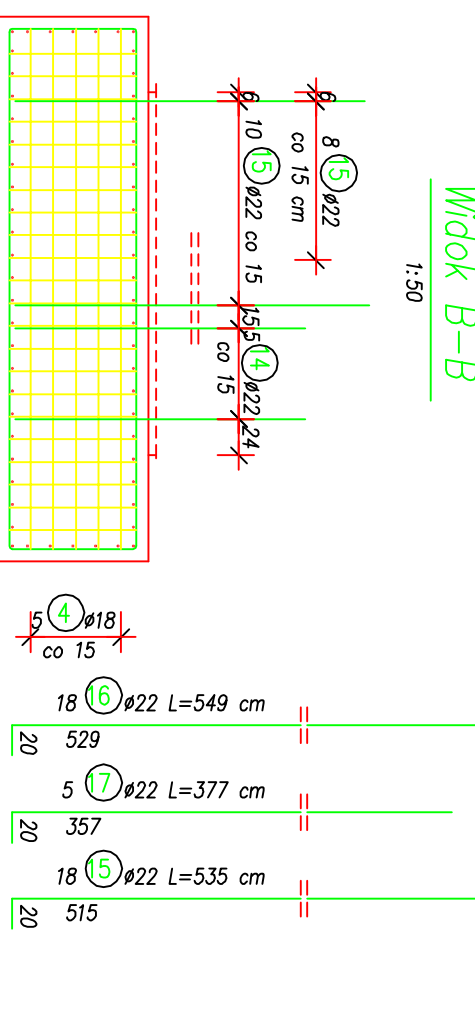 Widok B-B
1:50
6
8 15 ø22
co 15 cm
6
10 15 ø22 co 15
15
5 14 ø22
co 15
24
5 4 ø18
co 15
18 16 ø22 L=549 cm
20 529
5 17 ø22 L=377 cm
20 357
18 15 ø22 L=535 cm
20 515